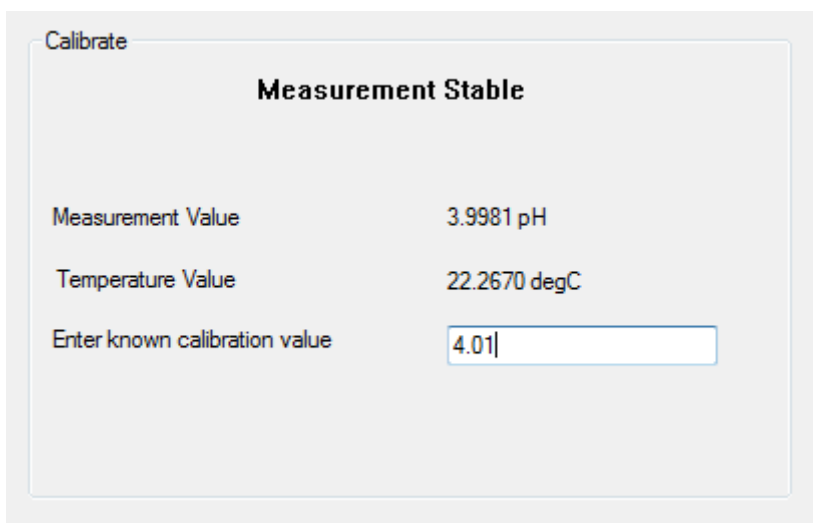 Calibrate
Measurement Stable
Measurement Value 3.9981 pH
Temperature Value 22.2670 degC
Enter known calibration value 4.01